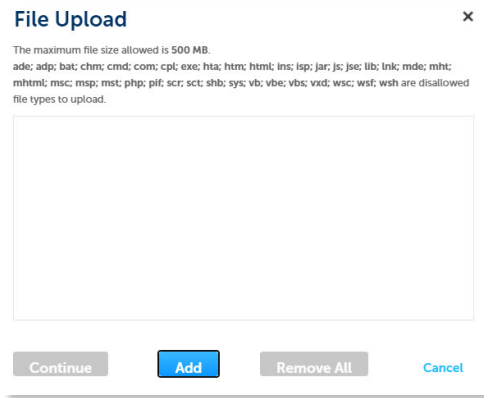 File Upload
×
The maximum file size allowed is 500 MB.
ade; adp; bat; chm; cmd; com; cpl; exe; hta; htm; html; ins; isp; jar; js; jse; lib; lnk; mde; mht;
mhtml; msc; msp; mst; php; pif; scr; sct; shb; sys; vb; vbe; vbs; vxd; wsc; wsf; wsh are disallowed
file types to upload.
Continue Add Remove All Cancel